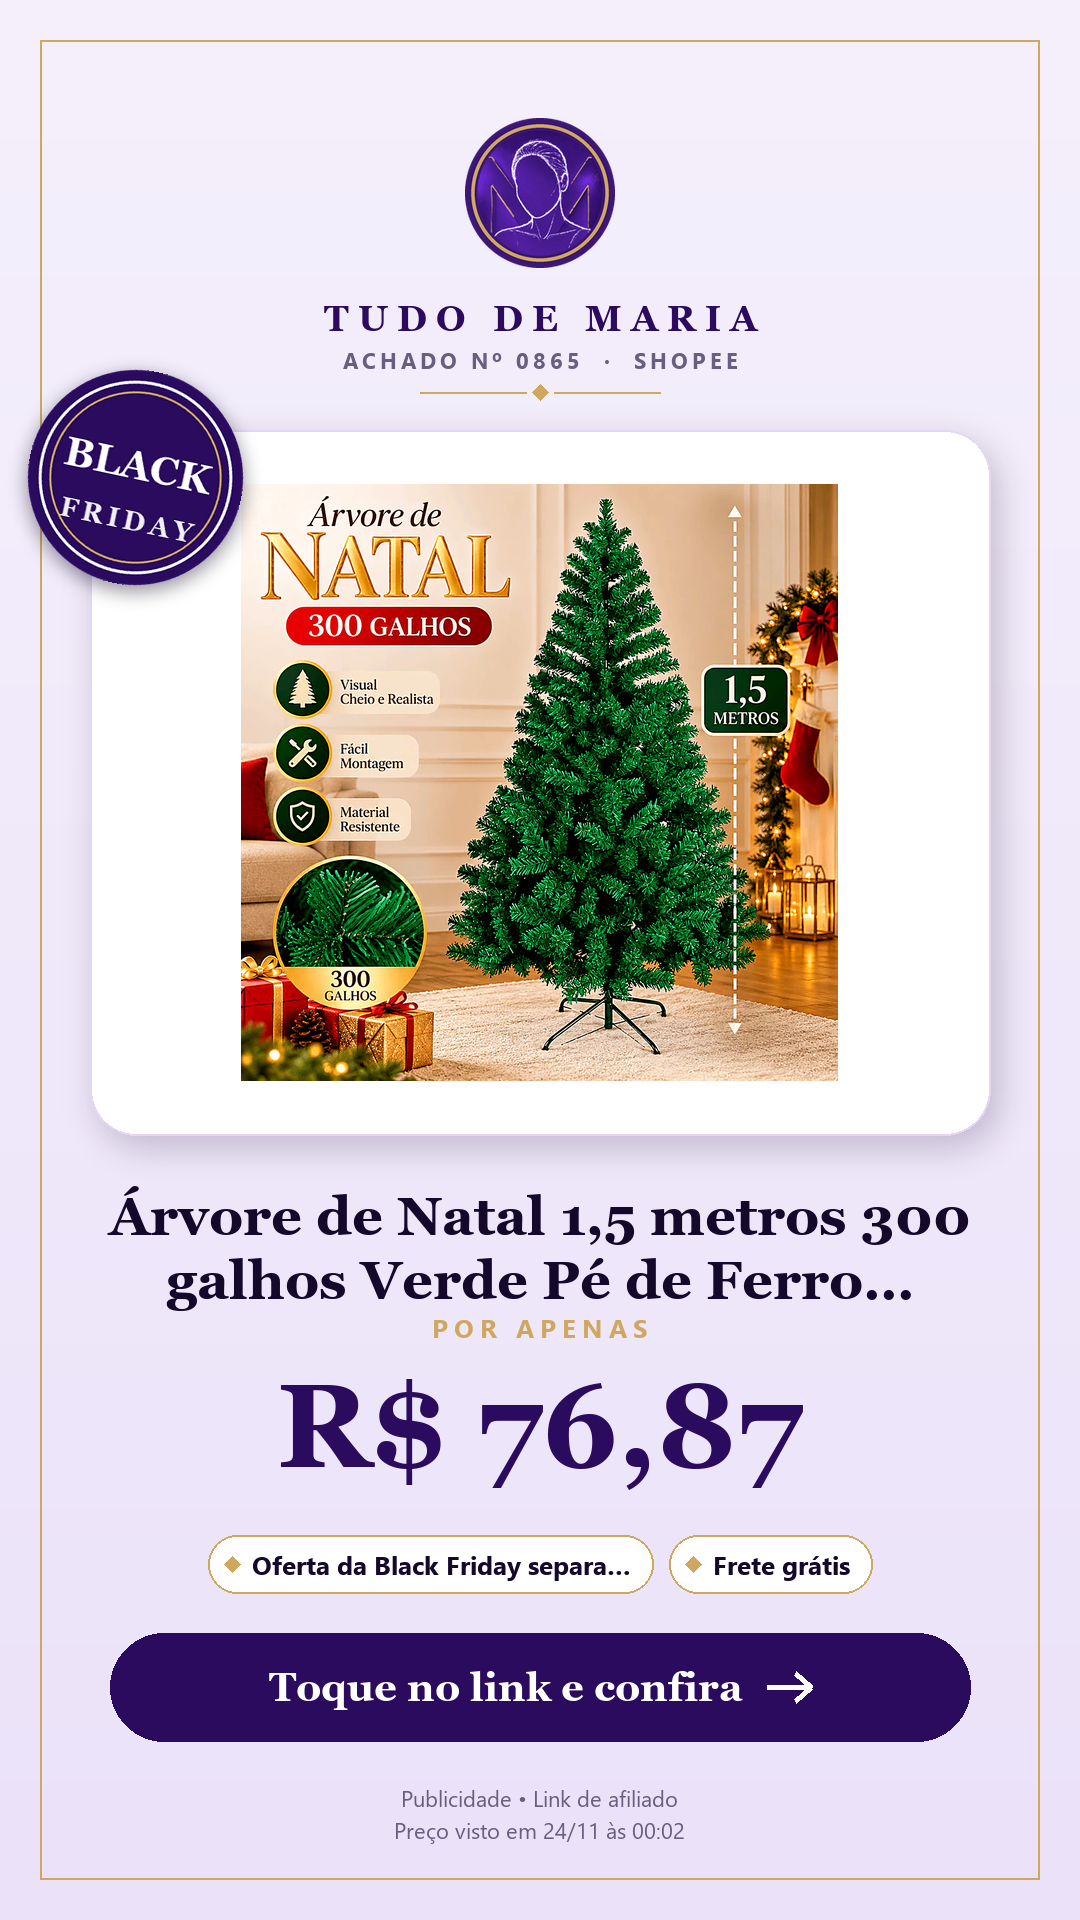 TUDO DE MARIA
ACHADO Nº 0865 · SHOPEE
BLACK
FRIDAY
Árvore de
NATAL
300 GALHOS
Visual
Cheio e Realista
Fácil
Montagem
Material
Resistente
300
GALHOS
1,5
METROS
Árvore de Natal 1,5 metros 300
galhos Verde Pé de Ferro...
POR APENAS
R$ 76,87
Oferta da Black Friday separa...
Frete grátis
Toque no link e confira →
Publicidade • Link de afiliado
Preço visto em 24/11 às 00:02